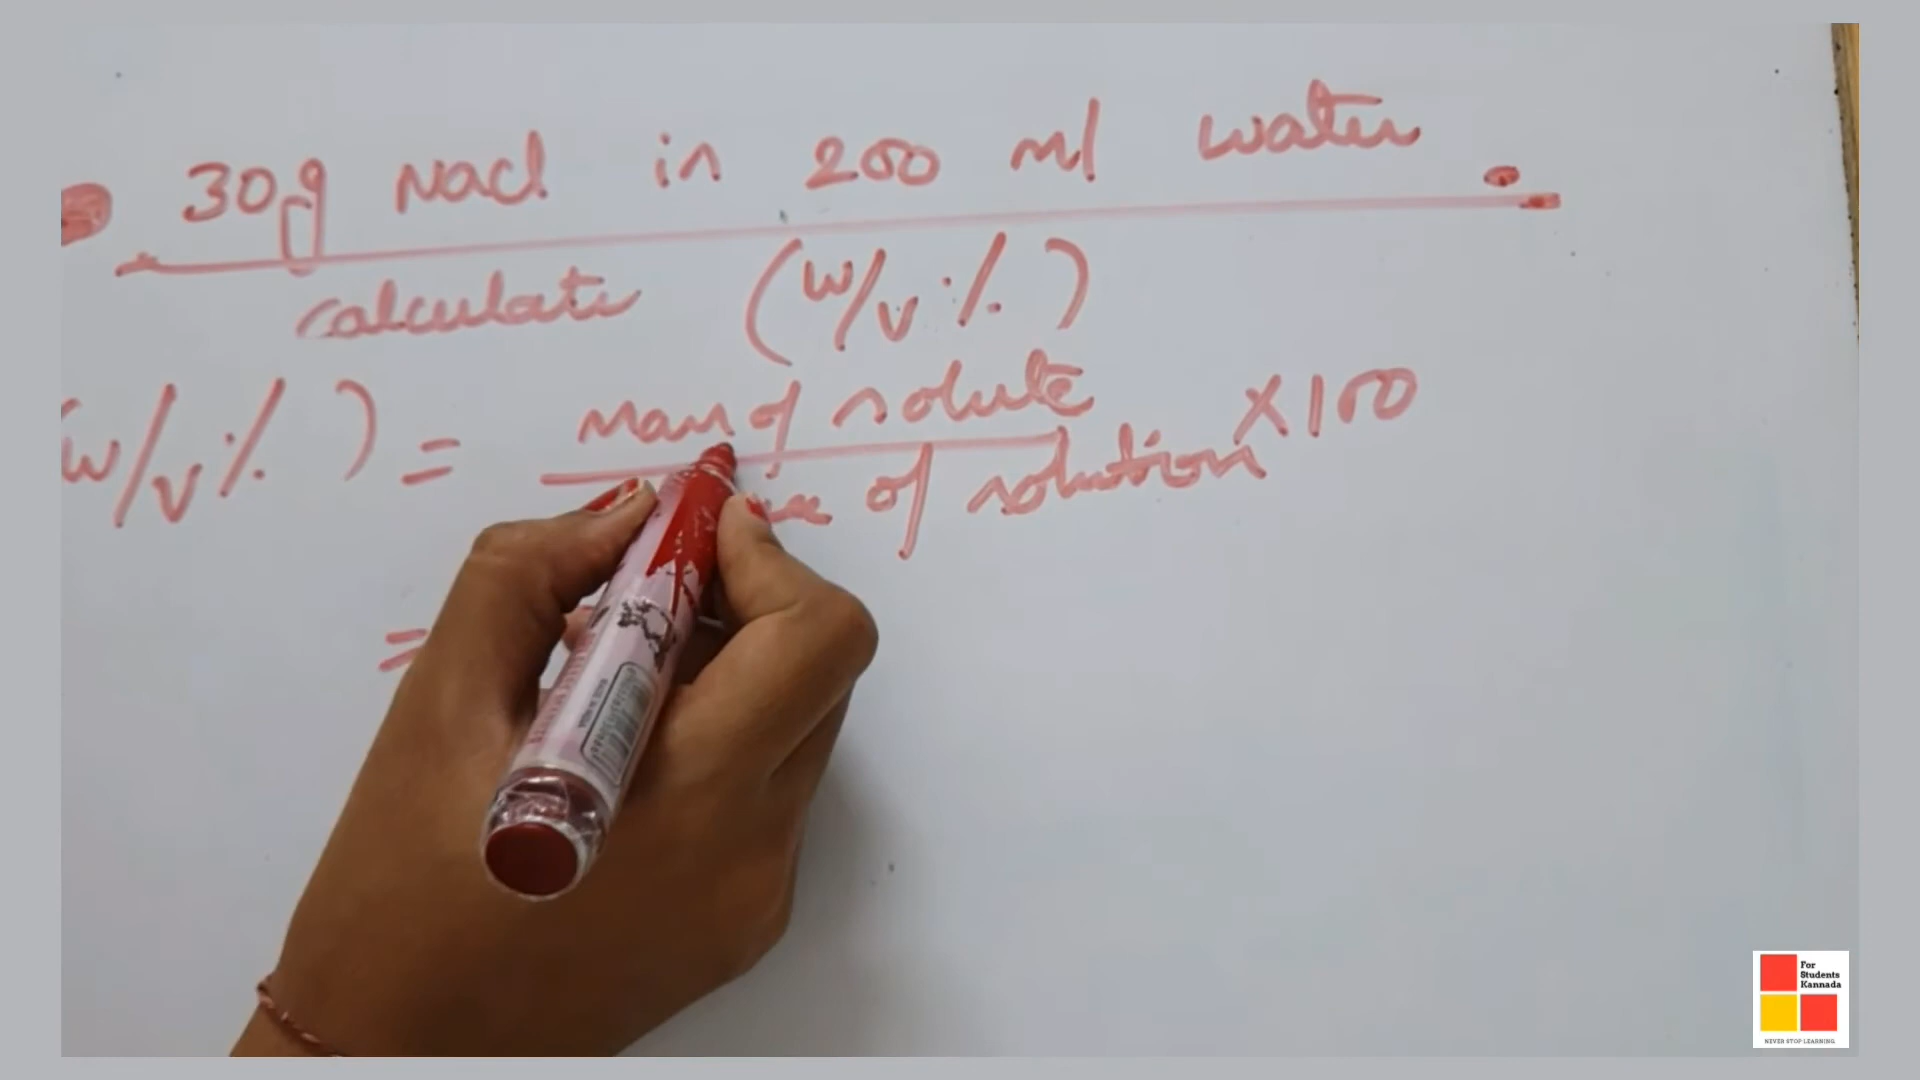 30g Nacl in 200 ml water.
calculate (W/V %)
(W/V %) = Mass of solute × 100
of solution
=
For
Students
Kannada
NEVER STOP LEARNING